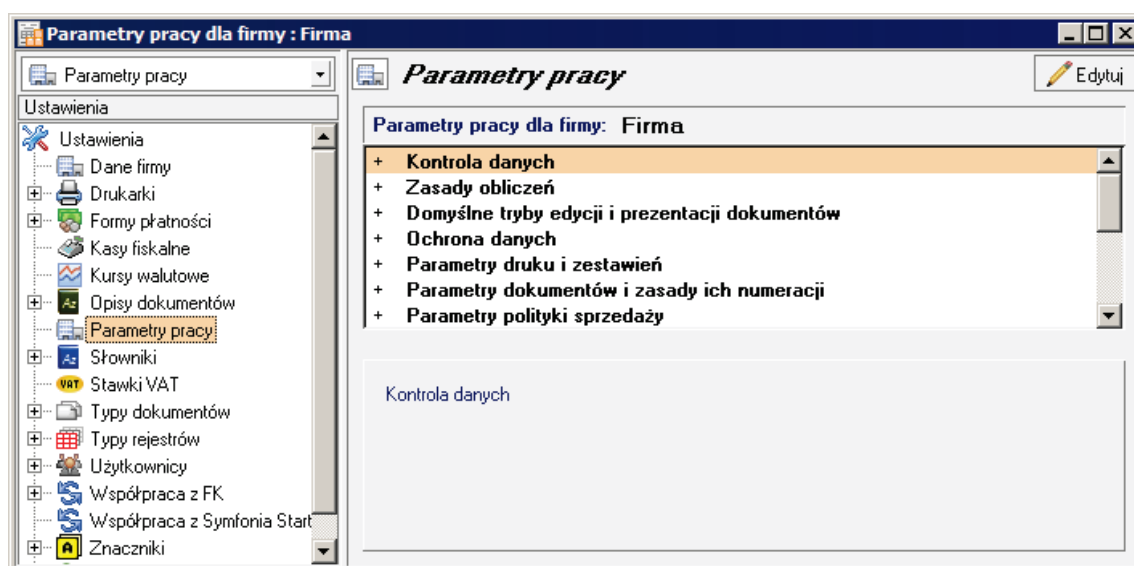 Parametry pracy dla firmy : Firma
Parametry pracy
Ustawienia
Ustawienia
Dane firmy
Drukarki
Formy płatności
Kasy fiskalne
Kursy walutowe
Opisy dokumentów
Parametry pracy
Słowniki
VAT Stawki VAT
Typy dokumentów
Typy rejestrów
Użytkownicy
Współpraca z FK
Współpraca z Symfonia Start
A Znaczniki
Parametry pracy
Edytuj
Parametry pracy dla firmy: Firma
+ Kontrola danych
+ Zasady obliczeń
+ Domyślne tryby edycji i prezentacji dokumentów
+ Ochrona danych
+ Parametry druku i zestawień
+ Parametry dokumentów i zasady ich numeracji
+ Parametry polityki sprzedaży
Kontrola danych